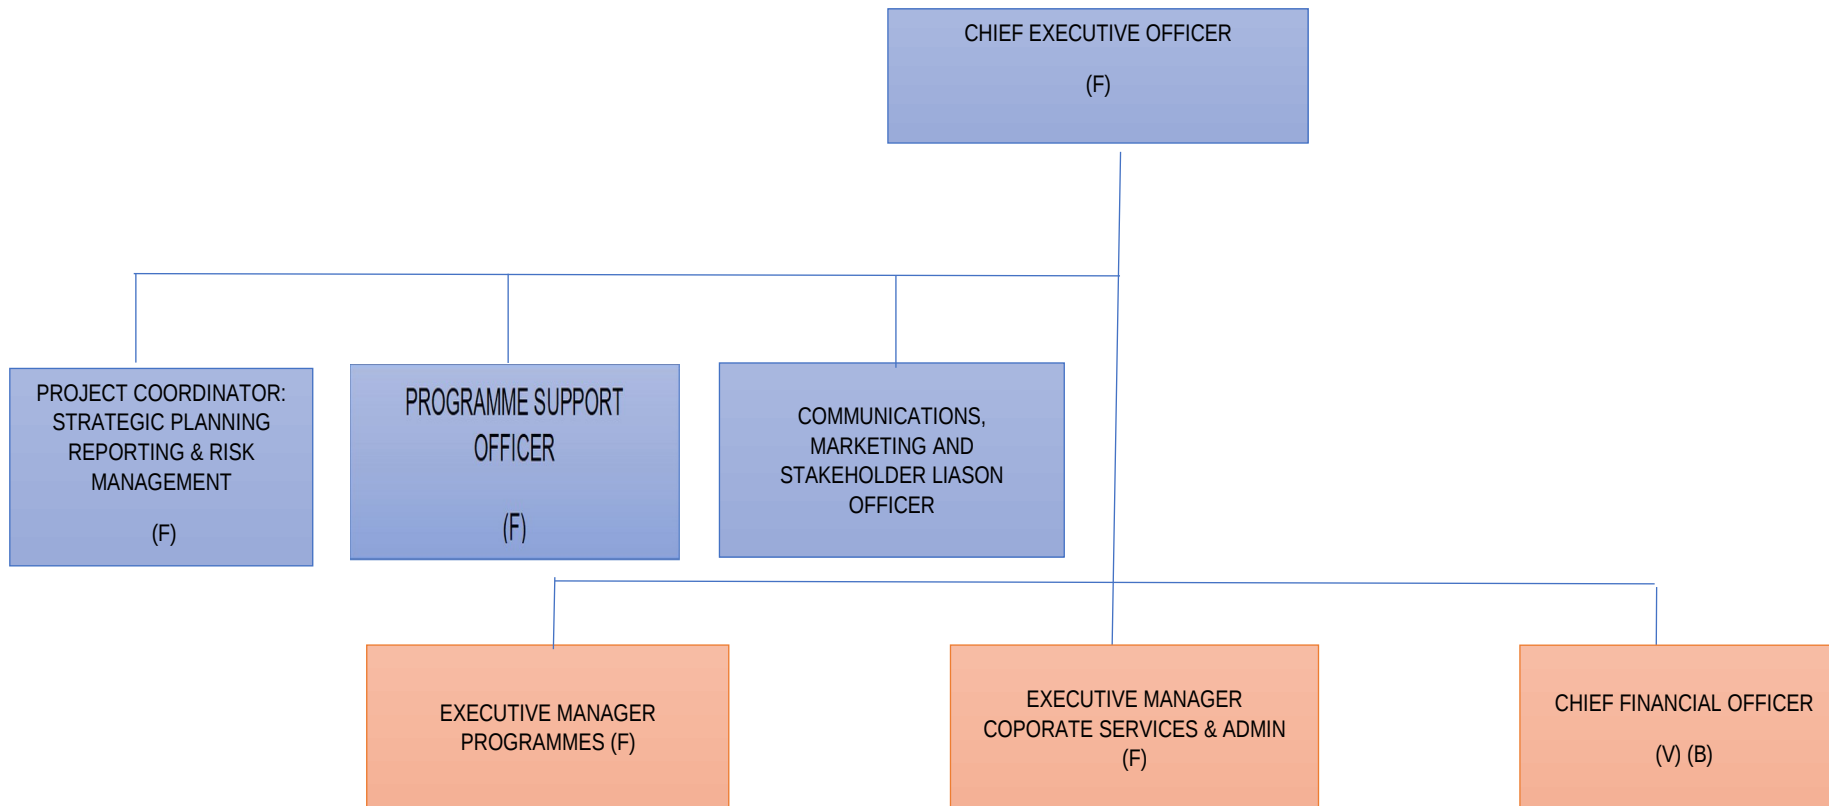 CHIEF EXECUTIVE OFFICER
(F)
PROJECT COORDINATOR:
STRATEGIC PLANNING
REPORTING & RISK
MANAGEMENT
(F)
PROGRAMME SUPPORT
OFFICER
(F)
COMMUNICATIONS,
MARKETING AND
STAKEHOLDER LIASON
OFFICER
EXECUTIVE MANAGER
PROGRAMMES (F)
EXECUTIVE MANAGER
COPORATE SERVICES & ADMIN
(F)
CHIEF FINANCIAL OFFICER
(V) (B)